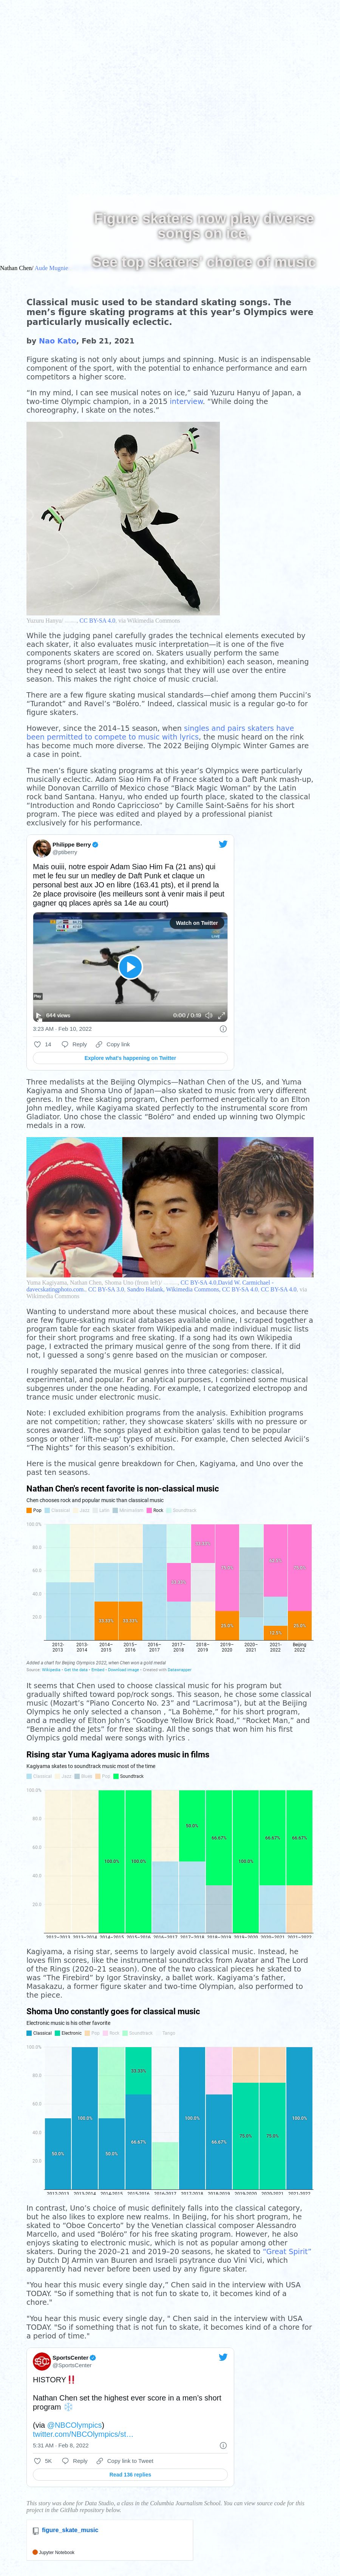 Figure skaters now play diverse
songs on ice,
See top skaters' choice of music
Nathan Chen/ Aude Mugnie
Classical music used to be standard skating songs. The
men's figure skating programs at this year's Olympics were
particularly musically eclectic.
by Nao Kato, Feb 21, 2021
Figure skating is not only about jumps and spinning. Music is an indispensable
component of the sport, with the potential to enhance performance and earn
competitors a higher score.
“In my mind, I can see musical notes on ice,” said Yuzuru Hanyu of Japan, a
two-time Olympic champion, in a 2015 interview. “While doing the
choreography, I skate on the notes.”
Yuzuru Hanyu/ , CC BY-SA 4.0, via Wikimedia Commons
While the judging panel carefully grades the technical elements executed by
each skater, it also evaluates music interpretation—it is one of the five
components skaters are scored on. Skaters usually perform the same
programs (short program, free skating, and exhibition) each season, meaning
they need to select at least two songs that they will use over the entire
season. This makes the right choice of music crucial.
There are a few figure skating musical standards—chief among them Puccini's
“Turandot” and Ravel's “Boléro.” Indeed, classical music is a regular go-to for
figure skaters.
However, since the 2014–15 season, when singles and pairs skaters have
been permitted to compete to music with lyrics, the music heard on the rink
has become much more diverse. The 2022 Beijing Olympic Winter Games are
a case in point.
The men's figure skating programs at this year's Olympics were particularly
musically eclectic. Adam Siao Him Fa of France skated to a Daft Punk mash-up,
while Donovan Carrillo of Mexico chose “Black Magic Woman” by the Latin
rock band Santana. Hanyu, who ended up fourth place, skated to the classical
“Introduction and Rondo Capriccioso” by Camille Saint-Saëns for his short
program. The piece was edited and played by a professional pianist
exclusively for his performance.
Philippe Berry
@ptiberry
Mais ouiii, notre espoir Adam Siao Him Fa (21 ans) qui
met le feu sur un medley de Daft Punk et claque un
personal best aux JO en libre (163.41 pts), et il prend la
2e place provisoire (les meilleurs sont à venir mais il peut
gagner qq places après sa 14e au court)
Watch on Twitter
644 views
0:00 / 0:19
3:23 AM · Feb 10, 2022
14 Reply Copy link
Explore what's happening on Twitter
Three medalists at the Beijing Olympics—Nathan Chen of the US, and Yuma
Kagiyama and Shoma Uno of Japan—also skated to music from very different
genres. In the free skating program, Chen performed energetically to an Elton
John medley, while Kagiyama skated perfectly to the instrumental score from
Gladiator. Uno chose the classic “Boléro” and ended up winning two Olympic
medals in a row.
Yuma Kagiyama, Nathan Chen, Shoma Uno (from left)/ , CC BY-SA 4.0,David W. Carmichael -
davecskatingphoto.com., CC BY-SA 3.0, Sandro Halank, Wikimedia Commons, CC BY-SA 4.0, CC BY-SA 4.0, via
Wikimedia Commons
Wanting to understand more about these musical choices, and because there
are few figure-skating musical databases available, I scraped together a
program table for each skater from Wikipedia and made individual music lists
for their short programs and free skating. If a song had its own Wikipedia
page, I extracted the primary musical genre of the song from there. If it did
not, I guessed a song's genre based on the musician or composer.
I roughly separated the musical genres into three categories: classical,
experimental, and popular. For analytical purposes, I combined some musical
subgenres under the one heading. For example, I categorized electropop and
trance music under electronic music.
Note: I excluded exhibition programs from the analysis. Exhibition programs
are not competition; rather, they showcase skaters' skills with no pressure or
scores awarded. The songs played at exhibition galas tend to be popular
songs or other 'lift-me-up' types of music. For example, Chen selected Avicii's
“The Nights” for this season's exhibition.
Here is the musical genre breakdown for Chen, Kagiyama, and Uno over the
past ten seasons.
Nathan Chen's recent favorite is non-classical music
Chen chooses rock and popular music than classical music
Pop Classical Jazz Latin Minimalism Rock Soundtrack
100.0%
80.0
60.0
40.0
20.0
33.33% 33.33% 33.33% 33.33% 75.0% 25.0% 12.5% 75.0% 25.0%
2012–2013 2013–2014 2014–2015 2015–2016 2016–2017 2017–2018 2018–2019 2019–2020 2020–2021 2021–2022 Beijing 2022
Added a chart for Beijing Olympics 2022, when Chen won a gold medal
Source: Wikipedia · Get the data · Embed · Download image · Created with Datawrapper
It seems that Chen used to choose classical music for his program but
gradually shifted toward pop/rock songs. This season, he chose some classical
music (Mozart's “Piano Concerto No. 23” and “Lacrimosa”), but at the Beijing
Olympics he only selected a chanson , “La Bohème,” for his short program,
and a medley of Elton John's “Goodbye Yellow Brick Road,” “Rocket Man,” and
“Bennie and the Jets” for free skating. All the songs that won him his first
Olympics gold medal were songs with lyrics .
Rising star Yuma Kagiyama adores music in films
Kagiyama skates to soundtrack music most of the time
Classical Jazz Blues Pop Soundtrack
100.0%
80.0
60.0
40.0
20.0
100.0% 100.0% 50.0% 66.67% 100.0% 66.67% 66.67%
2012–2013 2013–2014 2014–2015 2015–2016 2016–2017 2017–2018 2018–2019 2019–2020 2020–2021 2021–2022
Kagiyama, a rising star, seems to largely avoid classical music. Instead, he
loves film scores, like the instrumental soundtracks from Avatar and The Lord
of the Rings (2020–21 season). One of the two classical pieces he skated to
was “The Firebird” by Igor Stravinsky, a ballet work. Kagiyama's father,
Masakazu, a former figure skater and two-time Olympian, also performed to
the piece.
Shoma Uno constantly goes for classical music
Electronic music is his other favorite
Classical Electronic Pop Rock Soundtrack Tango
100.0%
80.0
60.0
40.0
20.0
50.0% 100.0% 50.0% 33.33% 66.67% 100.0% 66.67% 75.0% 75.0% 100.0%
2012-2013 2013-2014 2014-2015 2015-2016 2016-2017 2017-2018 2018-2019 2019-2020 2020-2021 2021-2022
In contrast, Uno's choice of music definitely falls into the classical category,
but he also likes to explore new realms. In Beijing, for his short program, he
skated to “Oboe Concerto” by the Venetian classical composer Alessandro
Marcello, and used “Boléro” for his free skating program. However, he also
enjoys skating to electronic music, which is not as popular among other
skaters. During the 2020–21 and 2019–20 seasons, he skated to “Great Spirit”
by Dutch DJ Armin van Buuren and Israeli psytrance duo Vini Vici, which
apparently had never before been used by any figure skater.
"You hear this music every single day,” Chen said in the interview with USA
TODAY. "So if something that is not fun to skate to, it becomes kind of a
chore."
"You hear this music every single day, “ Chen said in the interview with USA
TODAY. "So if something that is not fun to skate, it becomes kind of a chore for
a period of time."
SportsCenter
@SportsCenter
HISTORY‼️
Nathan Chen set the highest ever score in a men's short
program ❄️
(via @NBCOlympics)
twitter.com/NBCOlympics/st…
5:31 AM · Feb 8, 2022
5K Reply Copy link to Tweet
Read 136 replies
This story was done for Data Studio, a class in the Columbia Journalism School. You can view source code for this
project in the GitHub repository below.
figure_skate_music
Jupyter Notebook